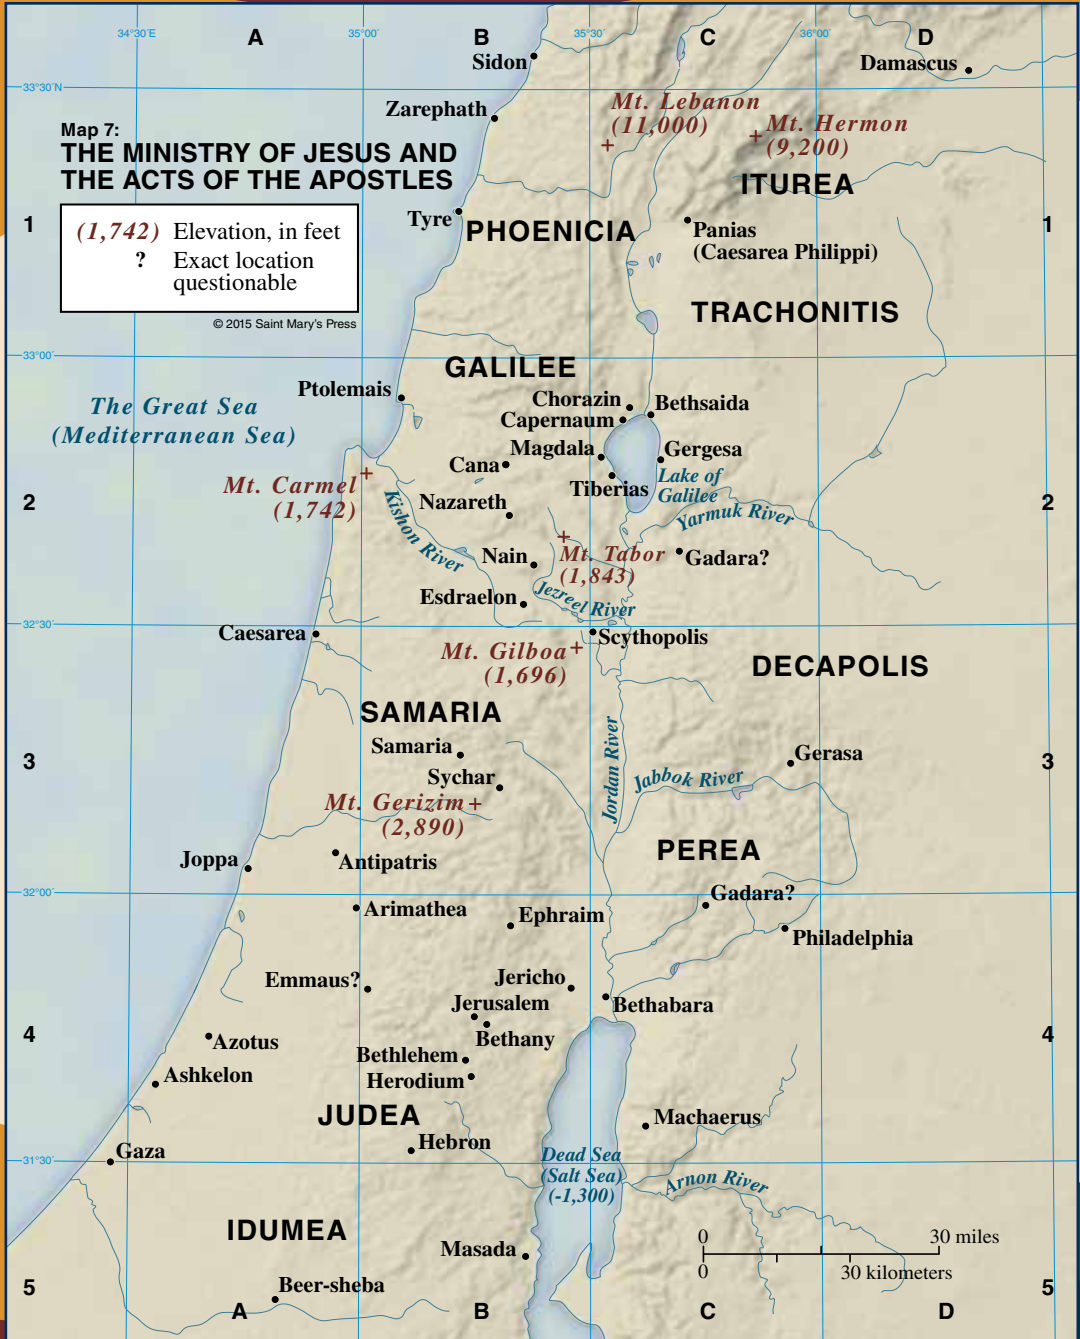 34°30′E
A
35°00′
B
35°30′
C
36°00′
D
Sidon
Damascus
33°30′N
Zarephath
Mt. Lebanon
(11,000)
Mt. Hermon
(9,200)
Map 7:
THE MINISTRY OF JESUS AND
THE ACTS OF THE APOSTLES
ITUREA
1
(1,742) Elevation, in feet
? Exact location
questionable
© 2015 Saint Mary's Press
Tyre
PHOENICIA
Panias
(Caesarea Philippi)
1
TRACHONITIS
33°00′
GALILEE
Ptolemais
The Great Sea
(Mediterranean Sea)
Chorazin
Bethsaida
Capernaum
Magdala
Gergesa
Cana
Tiberias
Lake of
Galilee
Mt. Carmel
(1,742)
2
Kishon River
Nazareth
Yarmuk River
2
Nain
Mt. Tabor
(1,843)
Gadara?
Esdraelon
Jezreel River
32°30′
Caesarea
Scythopolis
Mt. Gilboa
(1,696)
DECAPOLIS
SAMARIA
Samaria
Jordan River
Gerasa
3
3
Sychar
Jabbok River
Mt. Gerizim
(2,890)
Joppa
Antipatris
PEREA
32°00′
Gadara?
Arimathea
Ephraim
Philadelphia
Emmaus?
Jericho
Jerusalem
Bethabara
4
Azotus
Bethany
4
Bethlehem
Ashkelon
Herodium
JUDEA
Machaerus
Hebron
Gaza
31°30′
Dead Sea
(Salt Sea)
(-1,300)
Arnon River
IDUMEA
Masada
0 30 miles
0 30 kilometers
5
Beer-sheba
5
A
B
C
D